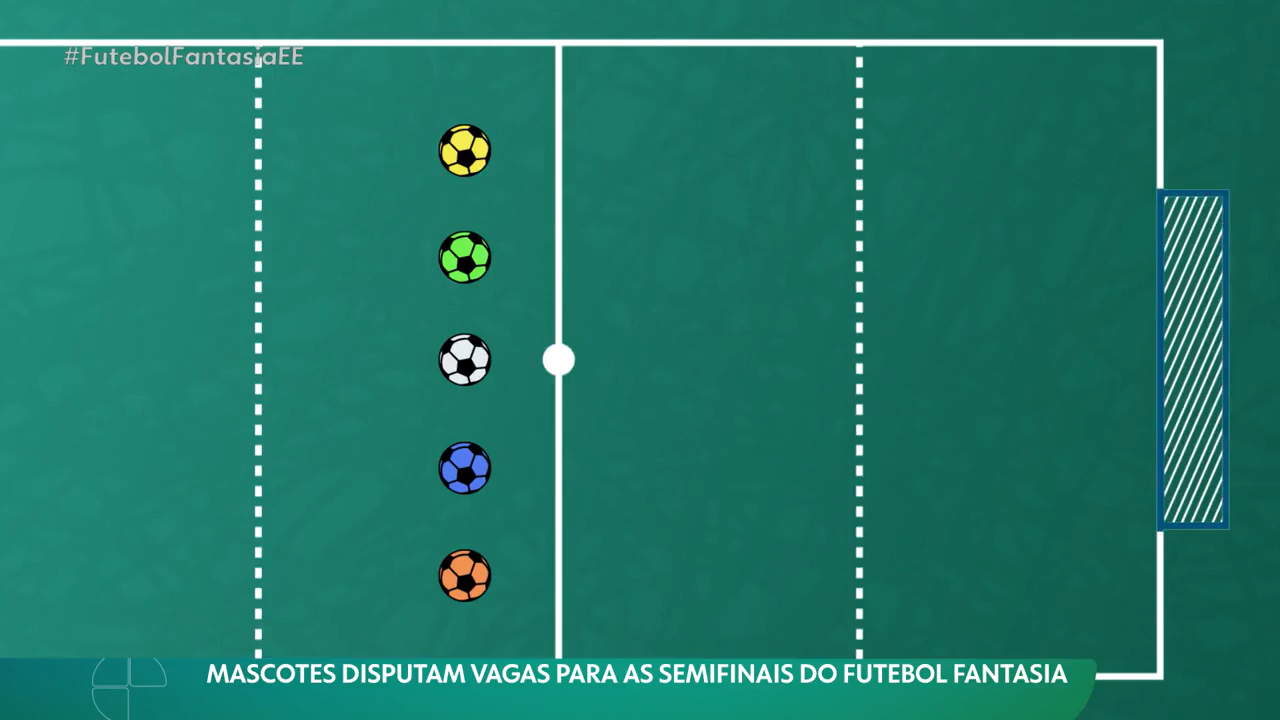 #FutebolFantasiaEE
MASCOTES DISPUTAM VAGAS PARA AS SEMIFINAIS DO FUTEBOL FANTASIA